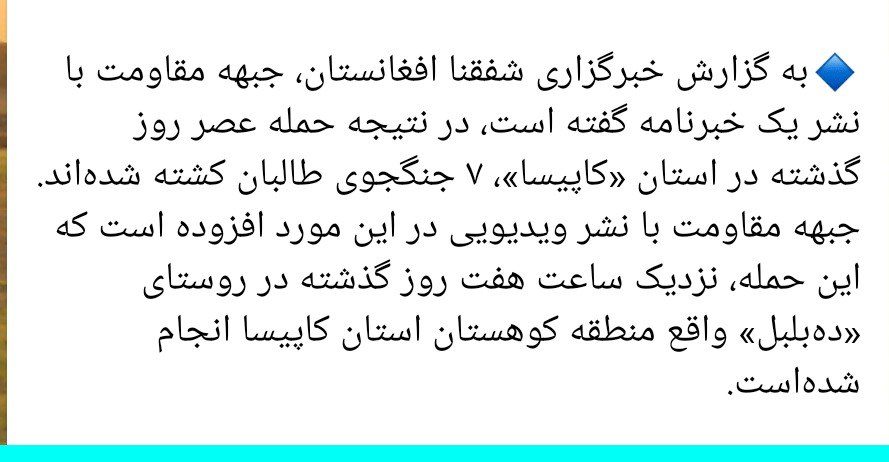 🔷به گزارش خبرگزاری شفقنا افغانستان، جبهه مقاومت با
نشر یک خبرنامه گفته است، در نتیجه حمله عصر روز
گذشته در استان «کاپیسا»، ۷ جنگجوی طالبان کشته شده‌اند.
جبهه مقاومت با نشر ویدیویی در این مورد افزوده است که
این حمله، نزدیک ساعت هفت روز گذشته در روستای
«ده‌بلبل» واقع منطقه کوهستان استان کاپیسا انجام
شده‌است.